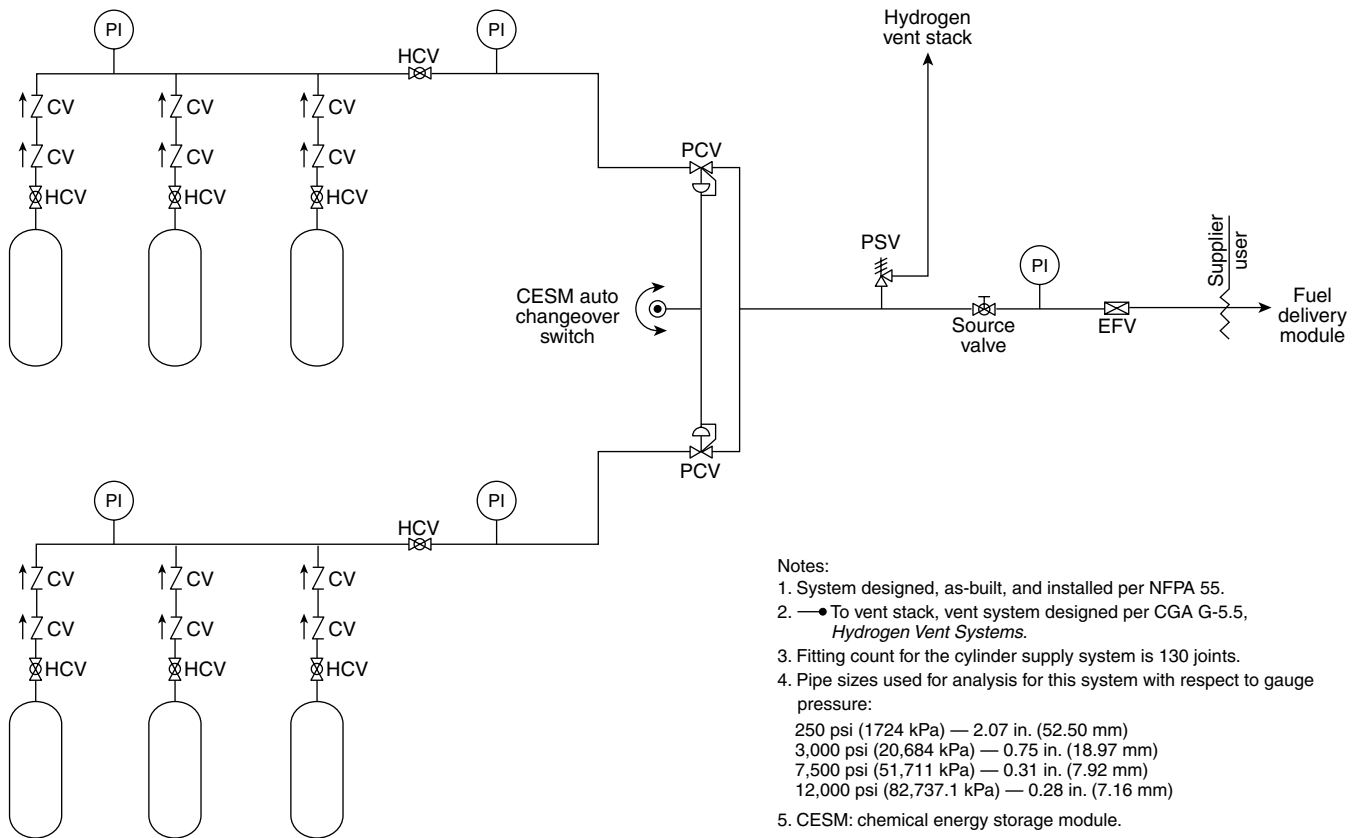 Hydrogen
vent stack
PI
PI
HCV
CV
CV
CV
CV
CV
CV
HCV
HCV
HCV
PCV
PSV
PI
Supplier
user
CESM auto
changeover
switch
Source
valve
EFV
Fuel
delivery
module
PCV
PI
PI
HCV
CV
CV
CV
CV
CV
CV
HCV
HCV
HCV
Notes:
1. System designed, as-built, and installed per NFPA 55.
2. To vent stack, vent system designed per CGA G-5.5,
Hydrogen Vent Systems.
3. Fitting count for the cylinder supply system is 130 joints.
4. Pipe sizes used for analysis for this system with respect to gauge
pressure:
250 psi (1724 kPa) — 2.07 in. (52.50 mm)
3,000 psi (20,684 kPa) — 0.75 in. (18.97 mm)
7,500 psi (51,711 kPa) — 0.31 in. (7.92 mm)
12,000 psi (82,737.1 kPa) — 0.28 in. (7.16 mm)
5. CESM: chemical energy storage module.